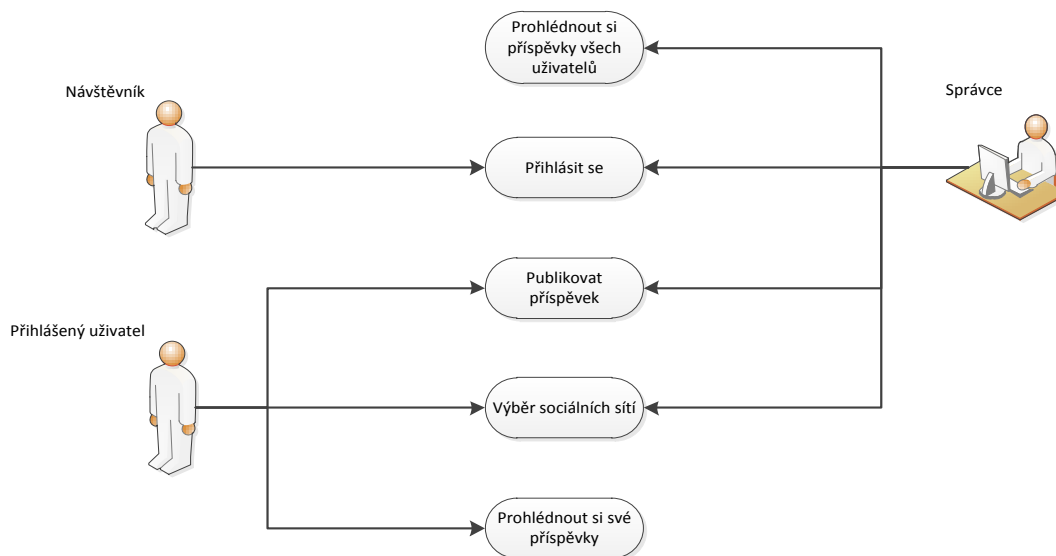 Prohlédnout si
příspěvky všech
uživatelů
Návštěvník
Správce
Přihlásit se
Publikovat
příspěvek
Přihlášený uživatel
Výběr sociálních sítí
Prohlédnout si své
příspěvky